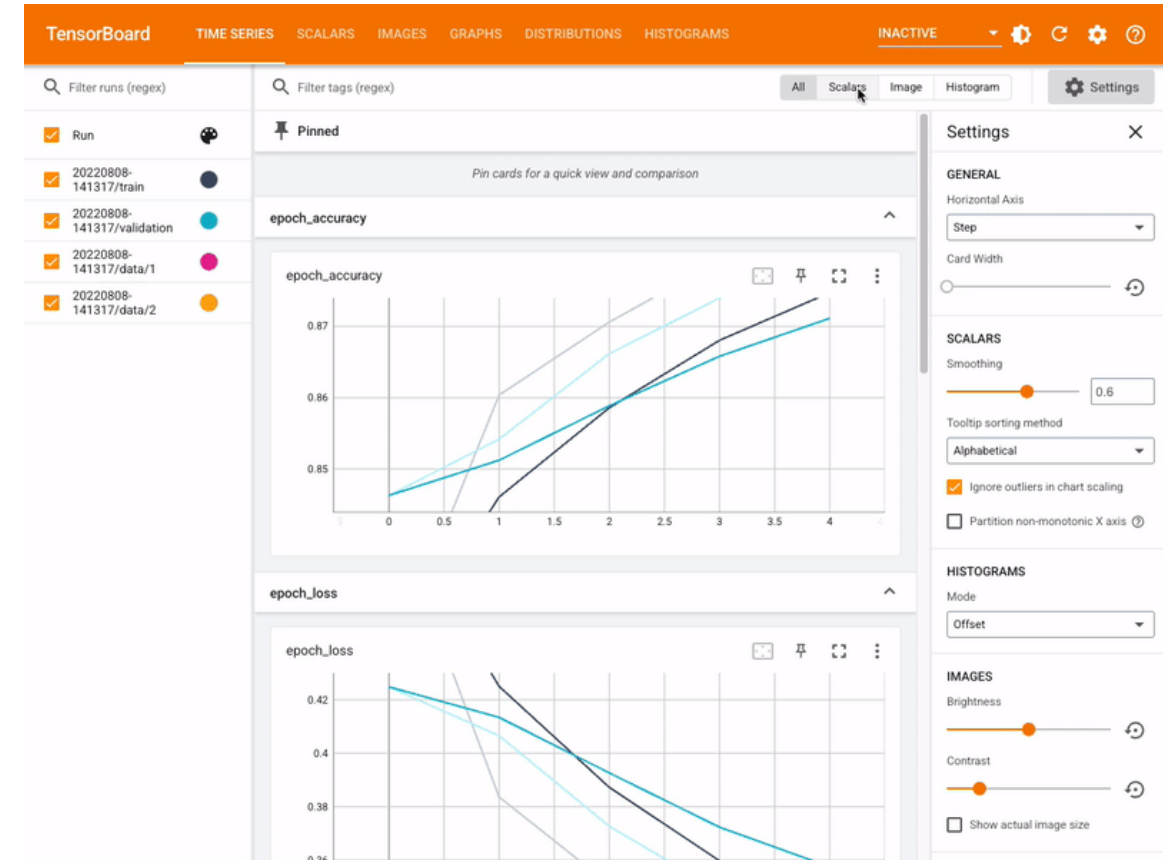 TensorBoard
TIME SERIES
SCALARS
IMAGES
GRAPHS
DISTRIBUTIONS
HISTOGRAMS
INACTIVE
Filter runs (regex)
Run
20220808-
141317/train
20220808-
141317/validation
20220808-
141317/data/1
20220808-
141317/data/2
Filter tags (regex)
All
Scalars
Image
Histogram
Settings
Pinned
Pin cards for a quick view and comparison
epoch_accuracy
epoch_accuracy
0.87
0.86
0.85
0
0.5
1
1.5
2
2.5
3
3.5
4
epoch_loss
epoch_loss
0.42
0.4
0.38
0.36
Settings
GENERAL
Horizontal Axis
Step
Card Width
SCALARS
Smoothing
0.6
Tooltip sorting method
Alphabetical
Ignore outliers in chart scaling
Partition non-monotonic X axis
HISTOGRAMS
Mode
Offset
IMAGES
Brightness
Contrast
Show actual image size